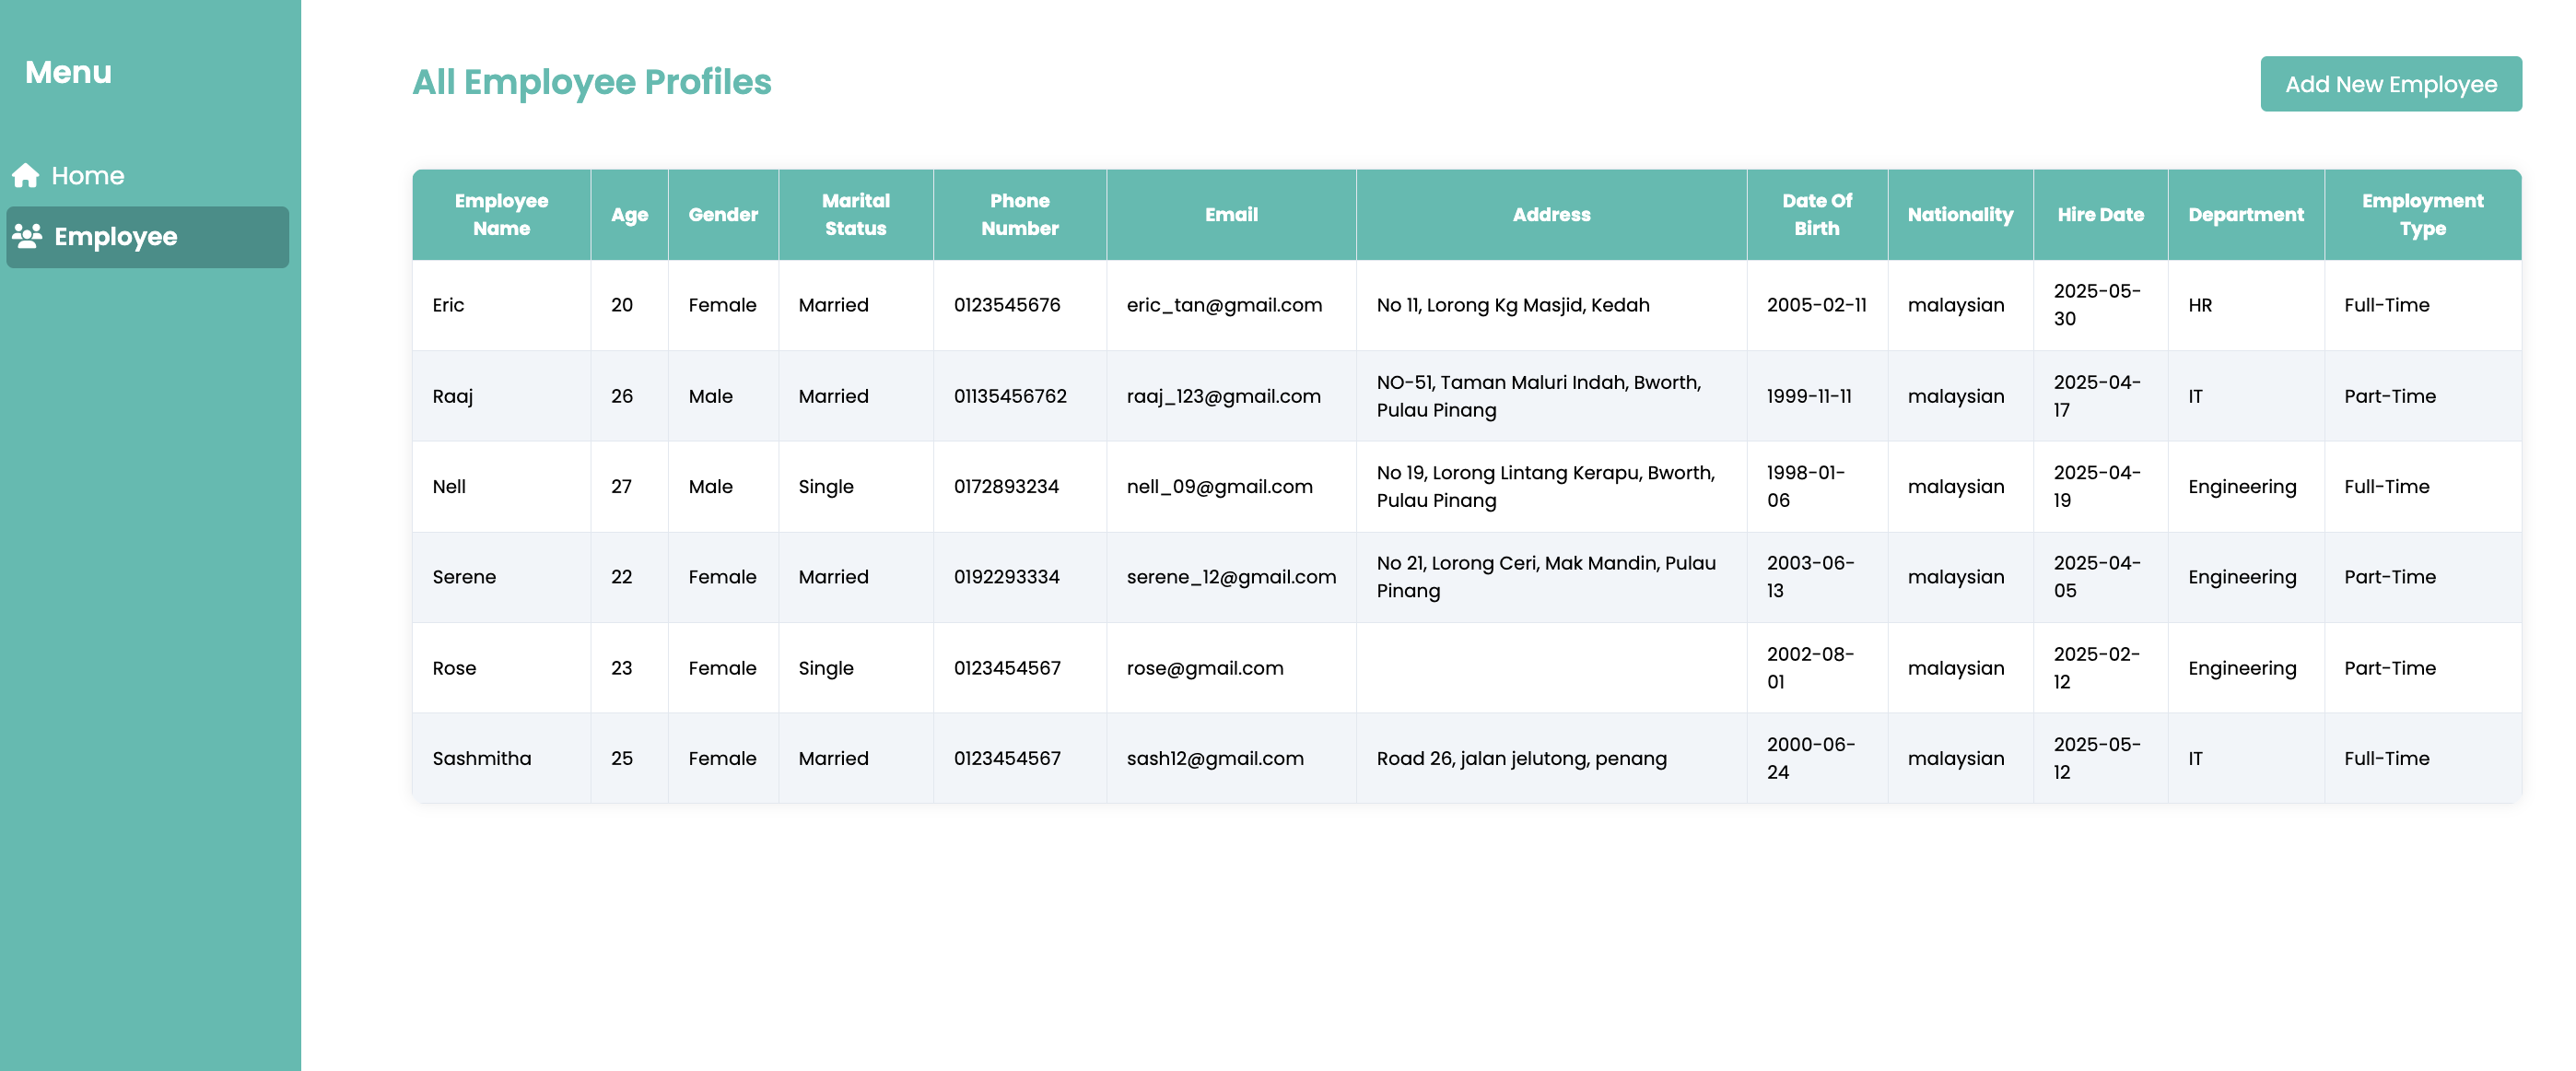 Menu
Home
Employee
All Employee Profiles
Add New Employee
Employee Name Age Gender Marital Status Phone Number Email Address Date Of Birth Nationality Hire Date Department Employment Type
Eric 20 Female Married 0123545676 eric_tan@gmail.com No 11, Lorong Kg Masjid, Kedah 2005-02-11 malaysian 2025-05-30 HR Full-Time
Raaj 26 Male Married 01135456762 raaj_123@gmail.com NO-51, Taman Maluri Indah, Bworth, Pulau Pinang 1999-11-11 malaysian 2025-04-17 IT Part-Time
Nell 27 Male Single 0172893234 nell_09@gmail.com No 19, Lorong Lintang Kerapu, Bworth, Pulau Pinang 1998-01-06 malaysian 2025-04-19 Engineering Full-Time
Serene 22 Female Married 0192293334 serene_12@gmail.com No 21, Lorong Ceri, Mak Mandin, Pulau Pinang 2003-06-13 malaysian 2025-04-05 Engineering Part-Time
Rose 23 Female Single 0123454567 rose@gmail.com 2002-08-01 malaysian 2025-02-12 Engineering Part-Time
Sashmitha 25 Female Married 0123454567 sash12@gmail.com Road 26, jalan jelutong, penang 2000-06-24 malaysian 2025-05-12 IT Full-Time